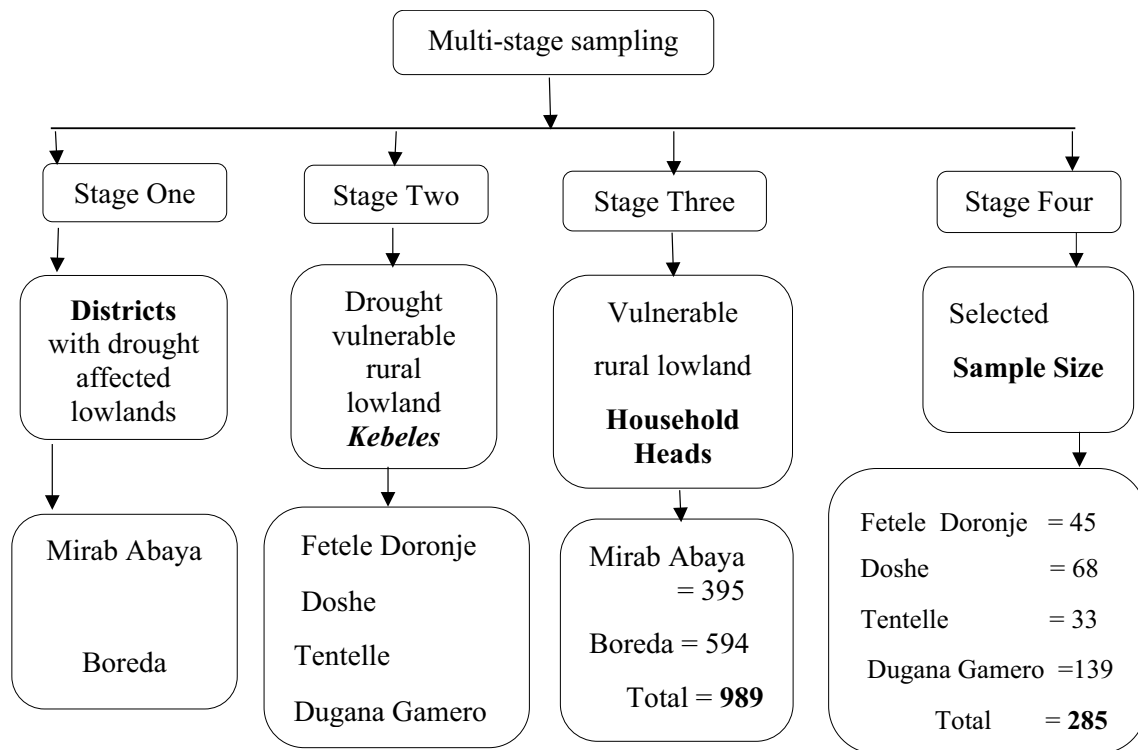 Multi-stage sampling
Stage One
Stage Two
Stage Three
Stage Four
Districts
with drought
affected
lowlands
Drought
vulnerable
rural
lowland
Kebeles
Vulnerable
rural lowland
Household
Heads
Selected
Sample Size
Mirab Abaya
Boreda
Fetele Doronje
Doshe
Tentelle
Dugana Gamero
Mirab Abaya
= 395
Boreda = 594
Total = 989
Fetele Doronje = 45
Doshe = 68
Tentelle = 33
Dugana Gamero =139
Total = 285